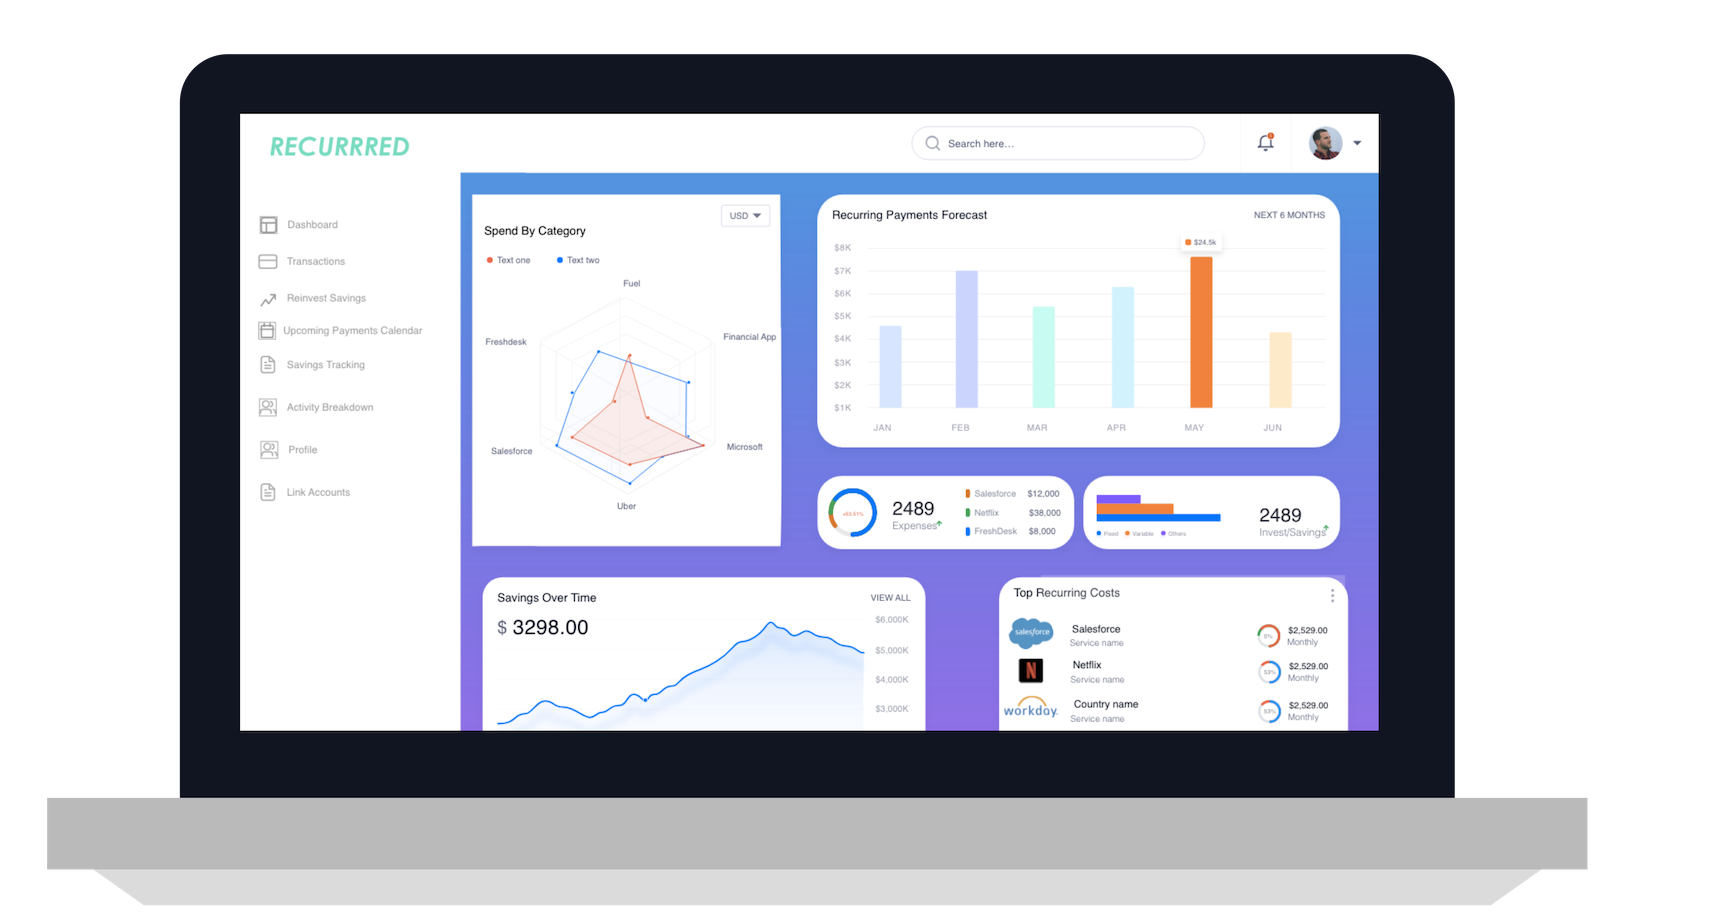 RECURRRED
Search here...
Dashboard
Transactions
Reinvest Savings
Upcoming Payments Calendar
Savings Tracking
Activity Breakdown
Profile
Link Accounts
USD
Spend By Category
Text one
Text two
Fuel
Financial App
Freshdesk
Salesforce
Microsoft
Uber
Recurring Payments Forecast
NEXT 6 MONTHS
$24.5k
$8K
$7K
$6K
$5K
$4K
$3K
$2K
$1K
JAN FEB MAR APR MAY JUN
2489
Expenses
Salesforce $12,000
Netflix $38,000
FreshDesk $8,000
Fixed Variable Others
2489
Invest/Savings
Savings Over Time
VIEW ALL
$ 3298.00
$6,000K
$5,000K
$4,000K
$3,000K
Top Recurring Costs
salesforce
Salesforce
Service name
$2,529.00
Monthly
N
Netflix
Service name
53%
$2,529.00
Monthly
workday.
Country name
Service name
53%
$2,529.00
Monthly